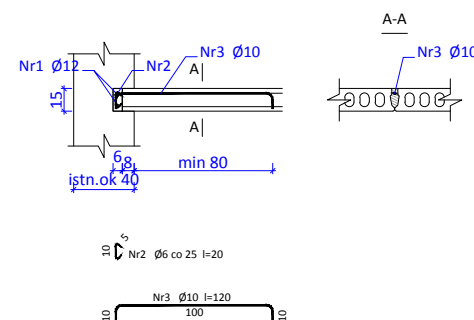 A-A
Nr1 Ø12
Nr2
Nr3 Ø10
Nr3 Ø10
A
15
A
6
8
min 80
istn.ok 40
5
10
Nr2 Ø6 co 25 l=20
Nr3 Ø10 l=120
100
10
10